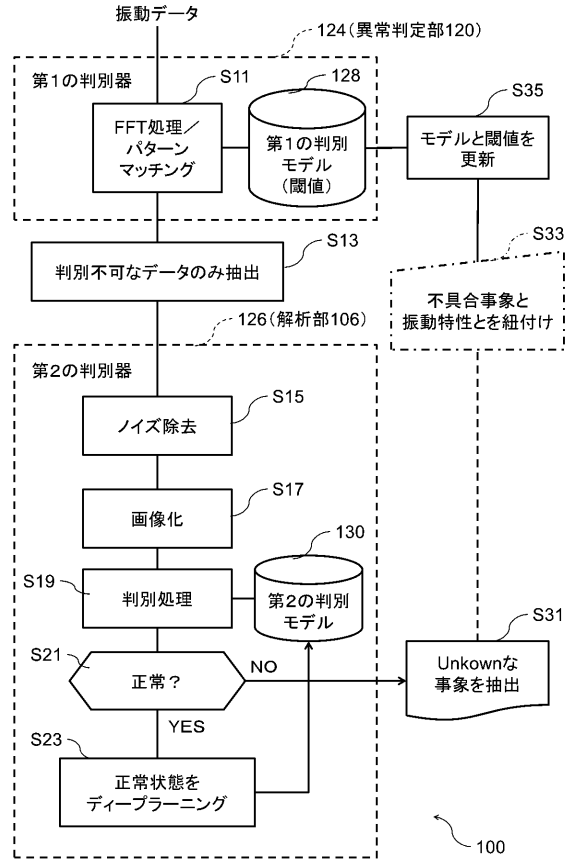 振動データ
124（異常判定部120）
第1の判別器
S11
FFT処理／
パターン
マッチング
128
第1の判別
モデル
（閾値）
S35
モデルと閾値を
更新
S13
判別不可なデータのみ抽出
S33
不具合事象と
振動特性とを紐付け
126（解析部106）
第2の判別器
S15
ノイズ除去
S17
画像化
S19
判別処理
130
第2の判別
モデル
S21
正常？
NO
YES
S31
Unkownな
事象を抽出
S23
正常状態を
ディープラーニング
100